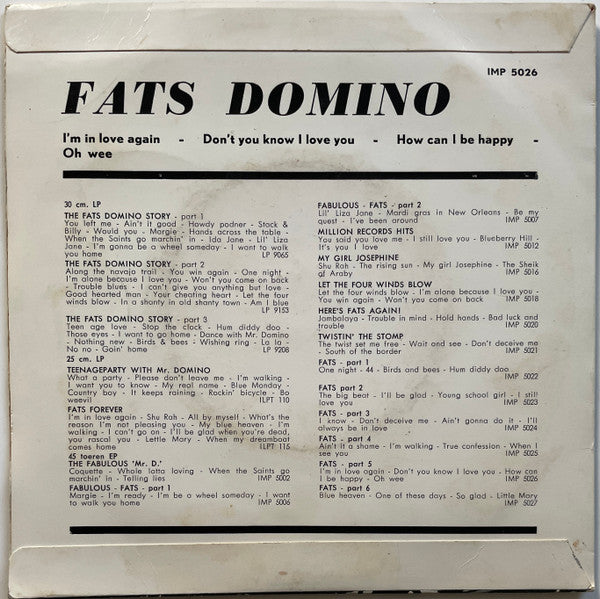 IMP 5026
FATS DOMINO
I'm in love again - Don't you know I love you - How can I be happy -
Oh wee
30 cm. LP
THE FATS DOMINO STORY - part 1
You left me - Ain't it good - Howdy podner - Stack &
Billy - Would you - Margie - Hands across the table -
When the Saints go marchin' in - Ida Jane - Lil' Liza
Jane - I'm gonna be a wheel someday - I want to walk
you home LP 9065
THE FATS DOMINO STORY - part 2
Along the navajo trail - You win again - One night -
I'm alone because I love you - Won't you come on back
- Trouble blues - I can't give you anything but love -
Good hearted man - Your cheating heart - Let the four
winds blow - In a shanty in old shanty town - Am I blue
LP 9153
THE FATS DOMINO STORY - part 3
Teen age love - Stop the clock - Hum diddy doo -
Those eyes - I want to go home - Dance with Mr. Domino
- Nothing new - Birds & bees - Wishing ring - La la -
No no - Goin' home LP 9208
25 cm. LP
TEENAGEPARTY WITH Mr. DOMINO
What a party - Please don't leave me - I'm walking -
I want you to know - My real name - Blue Monday -
Country boy - It keeps raining - Rockin' bicycle - Bo
weevil ILPT 110
FATS FOREVER
I'm in love again - Shu Rah - All by myself - What's the
reason I'm not pleasing you - My blue heaven - I'm
walking - I can't go on - I'll be glad when you're dead,
you rascal you - Lettle Mary - When my dreamboat
comes home ILPT 115
45 toeren EP
THE FABULOUS 'Mr. D.'
Coquette - Whole lotta loving - When the Saints go
marchin' in - Telling lies IMP 5002
FABULOUS - FATS - part 1
Margie - I'm ready - I'm be a wheel someday - I want
to walk you home IMP 5006
FABULOUS - FATS - part 2
Lil' Liza Jane - Mardi gras in New Orleans - Be my
quest - I've been around IMP 5007
MILLION RECORDS HITS
You said you love me - I still love you - Blueberry Hill -
It's you I love IMP 5012
MY GIRL JOSEPHINE
Shu Rah - The rising sun - My girl Josephine - The Sheik
of Araby IMP 5016
LET THE FOUR WINDS BLOW
Let the four winds blow - I'm alone because I love you -
You win again - Won't you come on back IMP 5018
HERE'S FATS AGAIN!
Jambalaya - Trouble in mind - Hold hands - Bad luck and
trouble IMP 5020
TWISTIN' THE STOMP
The twist set me free - Wait and see - Don't deceive me
- South of the border IMP 5021
FATS - part 1
One night - 44 - Birds and bees - Hum diddy doo
IMP 5022
FATS part 2
The big beat - I'll be glad - Young school girl - I still
love you IMP 5023
FATS - part 3
I know - Don't deceive me - Ain't gonna do it - I'll
always be in love IMP 5024
FATS - part 4
Ain't it a shame - I'm walking - True confession - When I
see you IMP 5025
FATS - part 5
I'm in love again - Don't you know I love you - How can
I be happy - Oh wee IMP 5026
FATS - part 6
Blue heaven - One of these days - So glad - Little Mary
IMP 5027